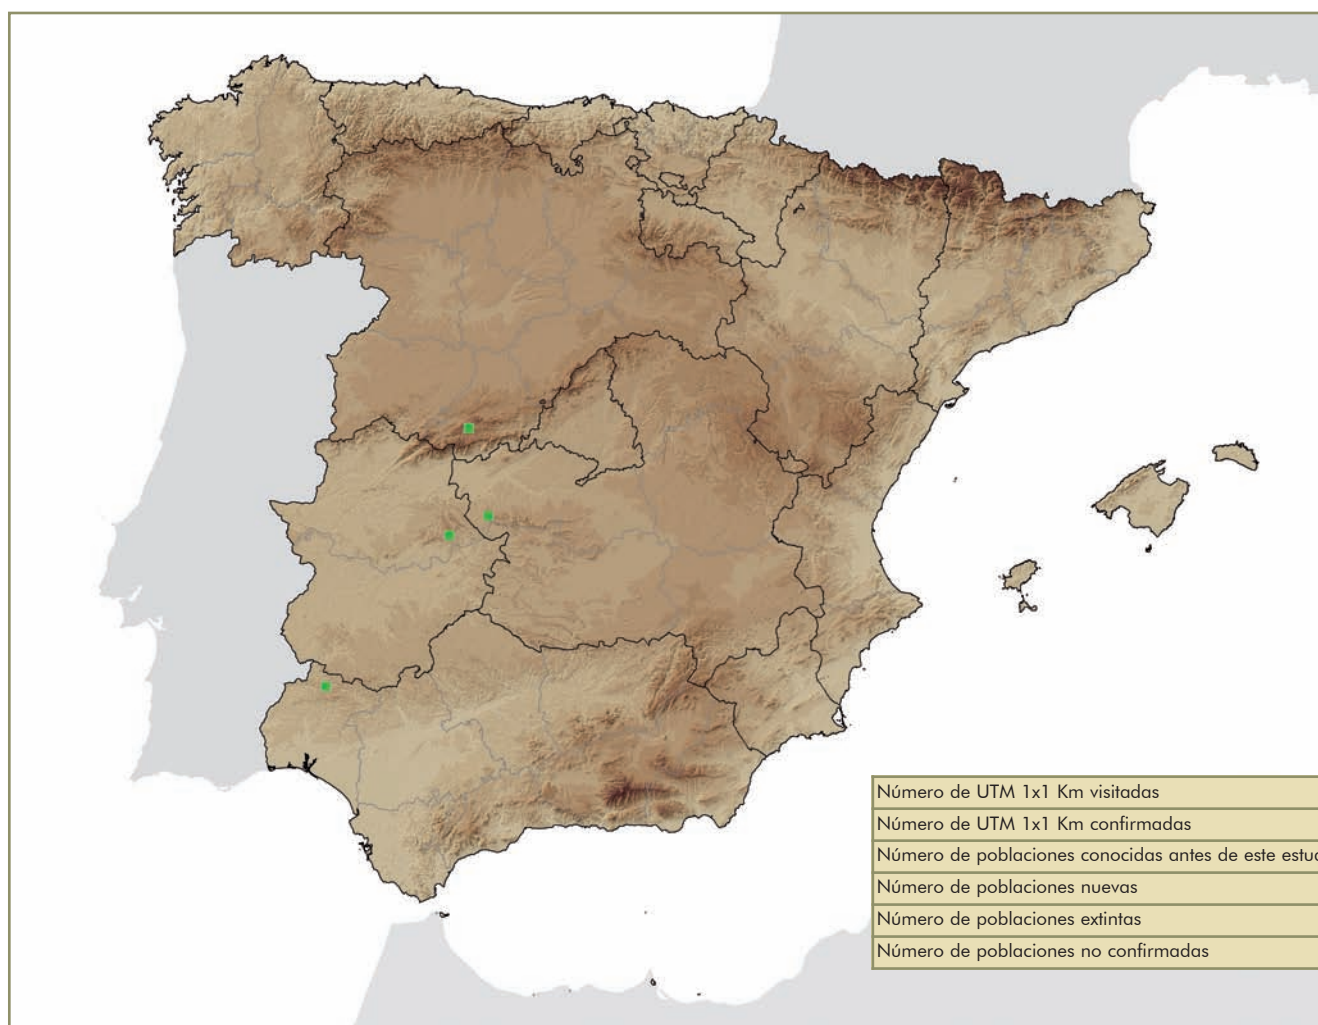 Número de UTM 1x1 Km visitadas
Número de UTM 1x1 Km confirmadas
Número de poblaciones conocidas antes de este
Número de poblaciones nuevas
Número de poblaciones extintas
Número de poblaciones no confirmadas